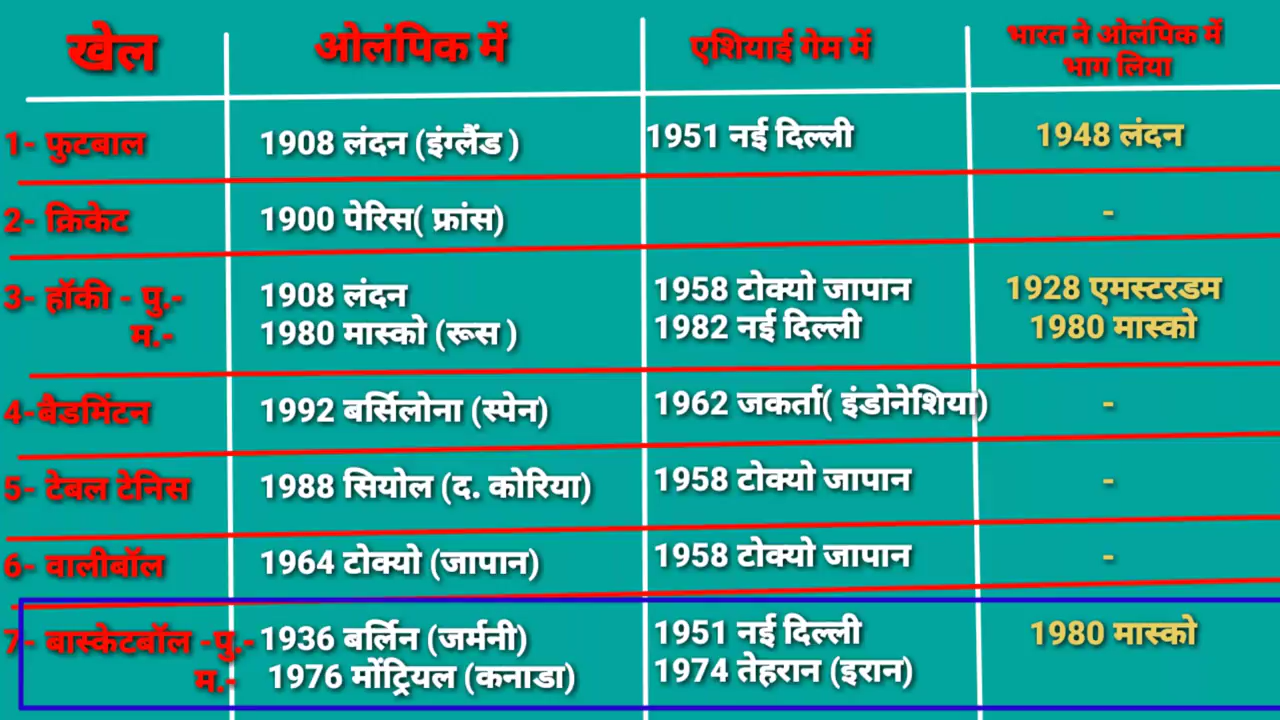 खेल ओलंपिक में एशियाई गेम में भारत ने ओलंपिक में
भाग लिया
1- फुटबाल 1908 लंदन (इंग्लैंड ) 1951 नई दिल्ली 1948 लंदन
2- क्रिकेट 1900 पेरिस( फ्रांस) -
3- हॉकी - पु.- 1908 लंदन 1958 टोक्यो जापान 1928 एमस्टरडम
म.- 1980 मास्को (रूस ) 1982 नई दिल्ली 1980 मास्को
4-बैडमिंटन 1992 बर्सिलोना (स्पेन) 1962 जकर्ता( इंडोनेशिया) -
5- टेबल टेनिस 1988 सियोल (द. कोरिया) 1958 टोक्यो जापान -
6- वालीबॉल 1964 टोक्यो (जापान) 1958 टोक्यो जापान -
7- बास्केटबॉल -पु.- 1936 बर्लिन (जर्मनी) 1951 नई दिल्ली 1980 मास्को
म.- 1976 मोंट्रियल (कनाडा) 1974 तेहरान (इरान)